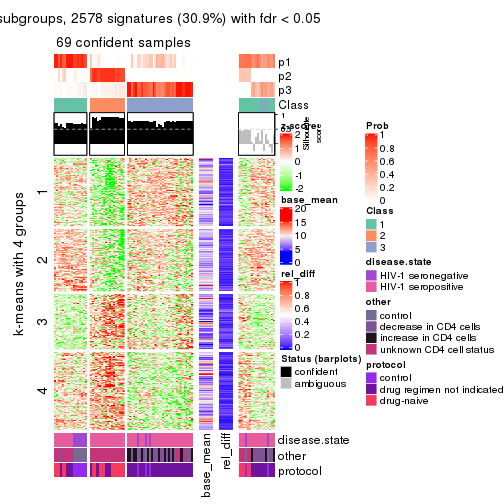 subgroups, 2578 signatures (30.9%) with fdr < 0.05
69 confident samples
p1
p2
p3
Class
1
0.5
0
Silhouette
score
k-means with 4 groups
1
2
3
4
z-score
2
1
0
-1
-2
base_mean
20
15
10
5
0
rel_diff
1
0.8
0.6
0.4
0.2
0
Status (barplots)
confident
ambiguous
Prob
1
0.8
0.6
0.4
0.2
0
Class
1
2
3
disease.state
HIV-1 seronegative
HIV-1 seropositive
other
control
decrease in CD4 cells
increase in CD4 cells
unknown CD4 cell status
protocol
control
drug regimen not indicated
drug-naive
disease.state
other
protocol
base_mean
rel_diff